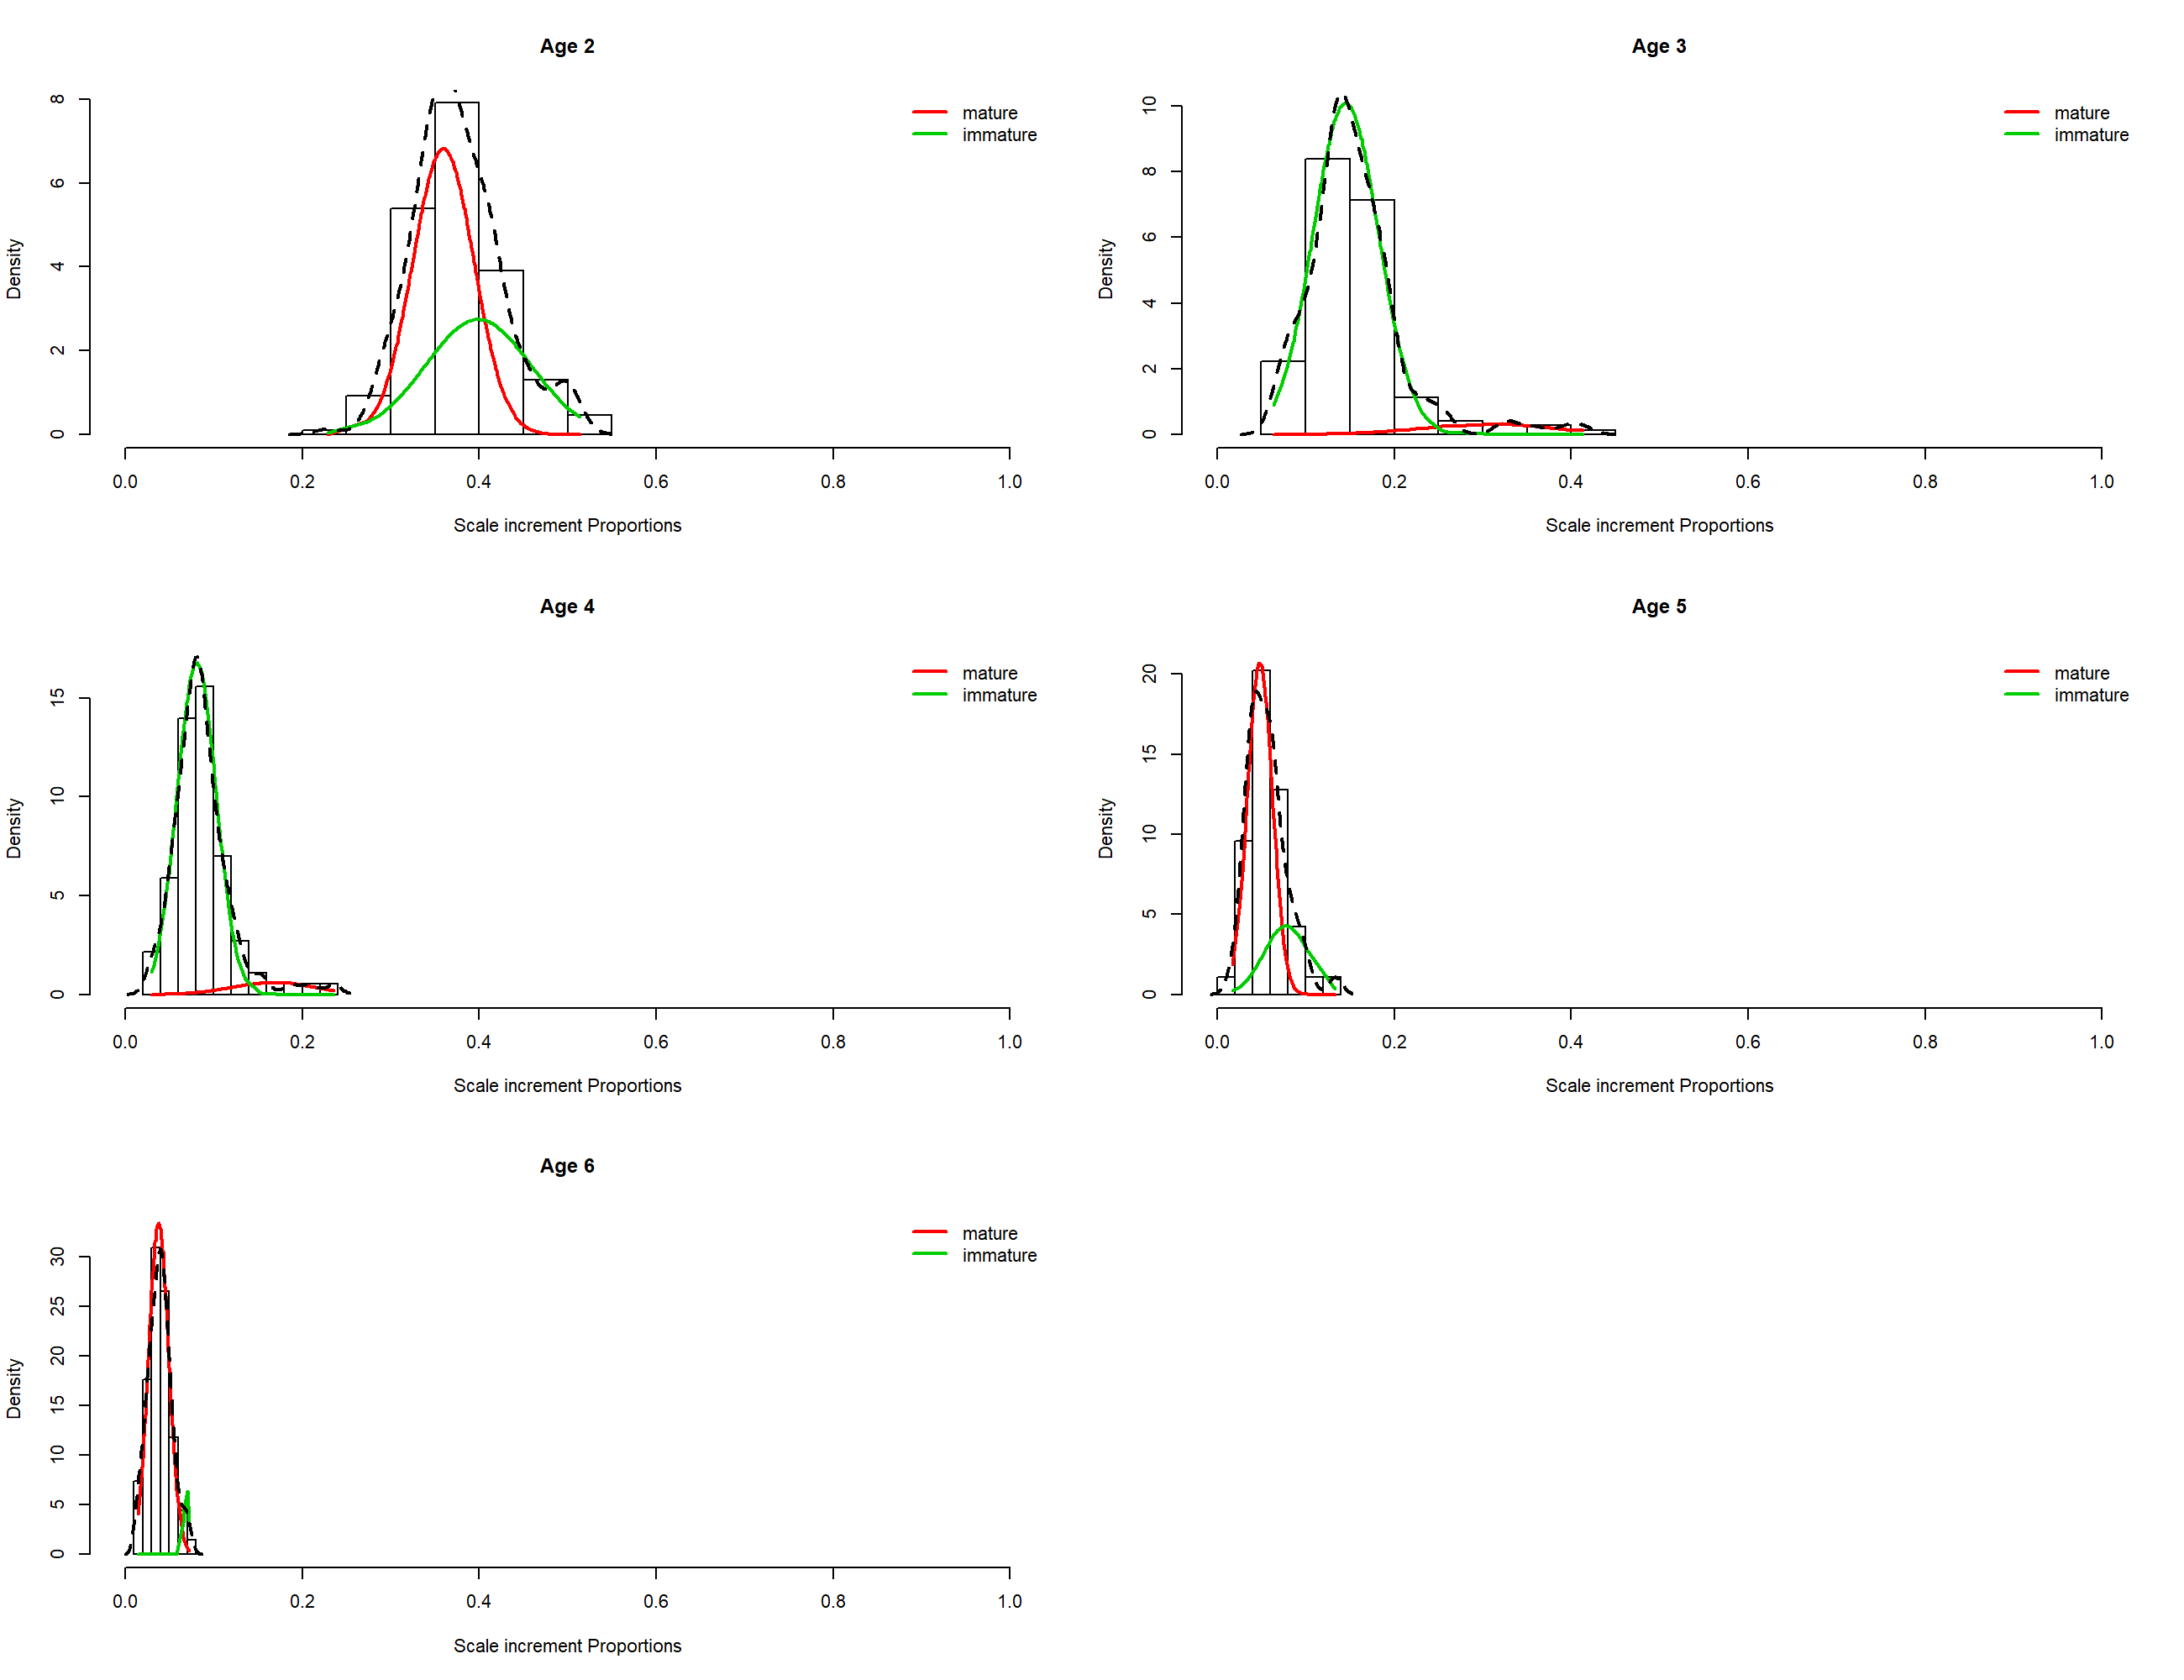 Age 2
mature
immature
Density
0 2 4 6 8
0.0 0.2 0.4 0.6 0.8 1.0
Scale increment Proportions
Age 3
mature
immature
Density
0 2 4 6 8 10
0.0 0.2 0.4 0.6 0.8 1.0
Scale increment Proportions
Age 4
mature
immature
Density
0 5 10 15
0.0 0.2 0.4 0.6 0.8 1.0
Scale increment Proportions
Age 5
mature
immature
Density
0 5 10 15 20
0.0 0.2 0.4 0.6 0.8 1.0
Scale increment Proportions
Age 6
mature
immature
Density
0 5 10 15 20 25 30
0.0 0.2 0.4 0.6 0.8 1.0
Scale increment Proportions